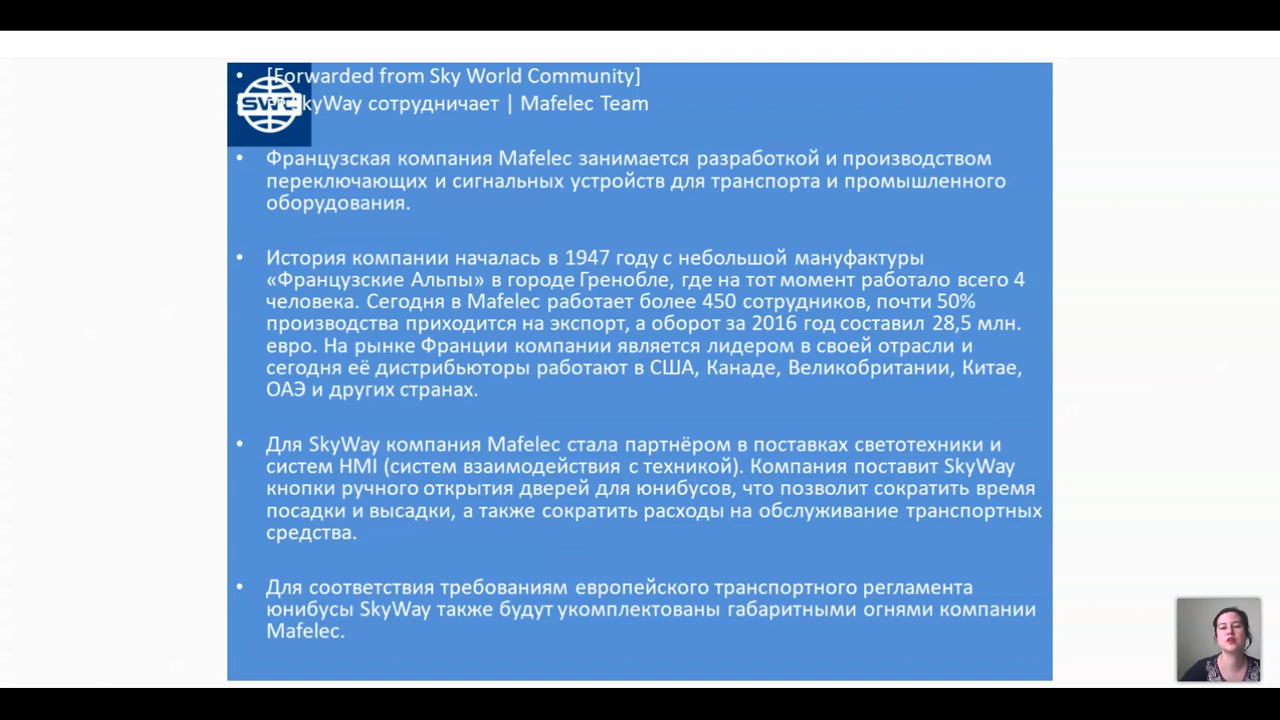 [Forwarded from Sky World Community]
SWC
SkyWay сотрудничает | Mafelec Team
Французская компания Mafelec занимается разработкой и производством
переключающих и сигнальных устройств для транспорта и промышленного
оборудования.
История компании началась в 1947 году с небольшой мануфактуры
«Французские Альпы» в городе Гренобле, где на тот момент работало всего 4
человека. Сегодня в Mafelec работает более 450 сотрудников, почти 50%
производства приходится на экспорт, а оборот за 2016 год составил 28,5 млн.
евро. На рынке Франции компании является лидером в своей отрасли и
сегодня её дистрибьюторы работают в США, Канаде, Великобритании, Китае,
ОАЭ и других странах.
Для SkyWay компания Mafelec стала партнёром в поставках светотехники и
систем HMI (систем взаимодействия с техникой). Компания поставит SkyWay
кнопки ручного открытия дверей для юнибусов, что позволит сократить время
посадки и высадки, а также сократить расходы на обслуживание транспортных
средства.
Для соответствия требованиям европейского транспортного регламента
юнибусы SkyWay также будут укомплектованы габаритными огнями компании
Mafelec.